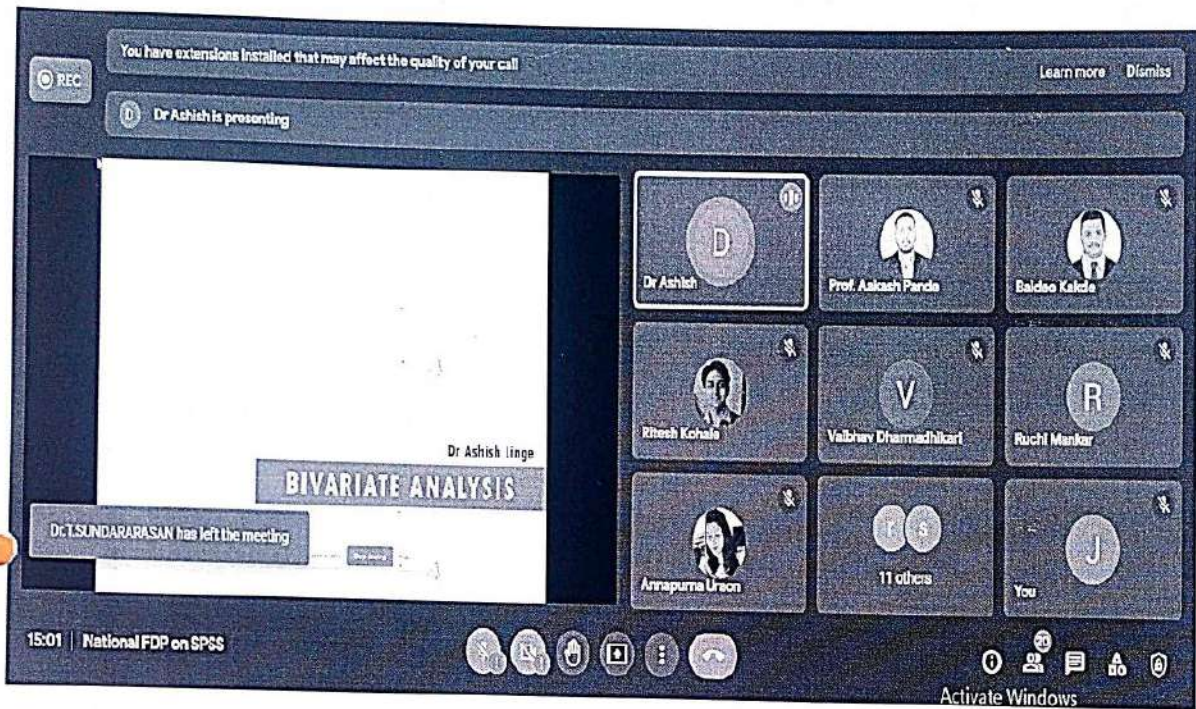 REC
You have extensions installed that may affect the quality of your call
Learn more Dismiss
D Dr Ashish is presenting
Dr Ashish Linge
BIVARIATE ANALYSIS
Dr.T.SUNDARARASAN has left the meeting
D
Dr Ashish
Prof. Aakash Pande
Baldeo Kakde
Ritesh Kohale
V
Vaibhav Dharmadhikari
R
Ruchi Mankar
Annapurna Uraon
r s
11 others
J
You
15:01 | National FDP on SPSS
20
Activate Windows